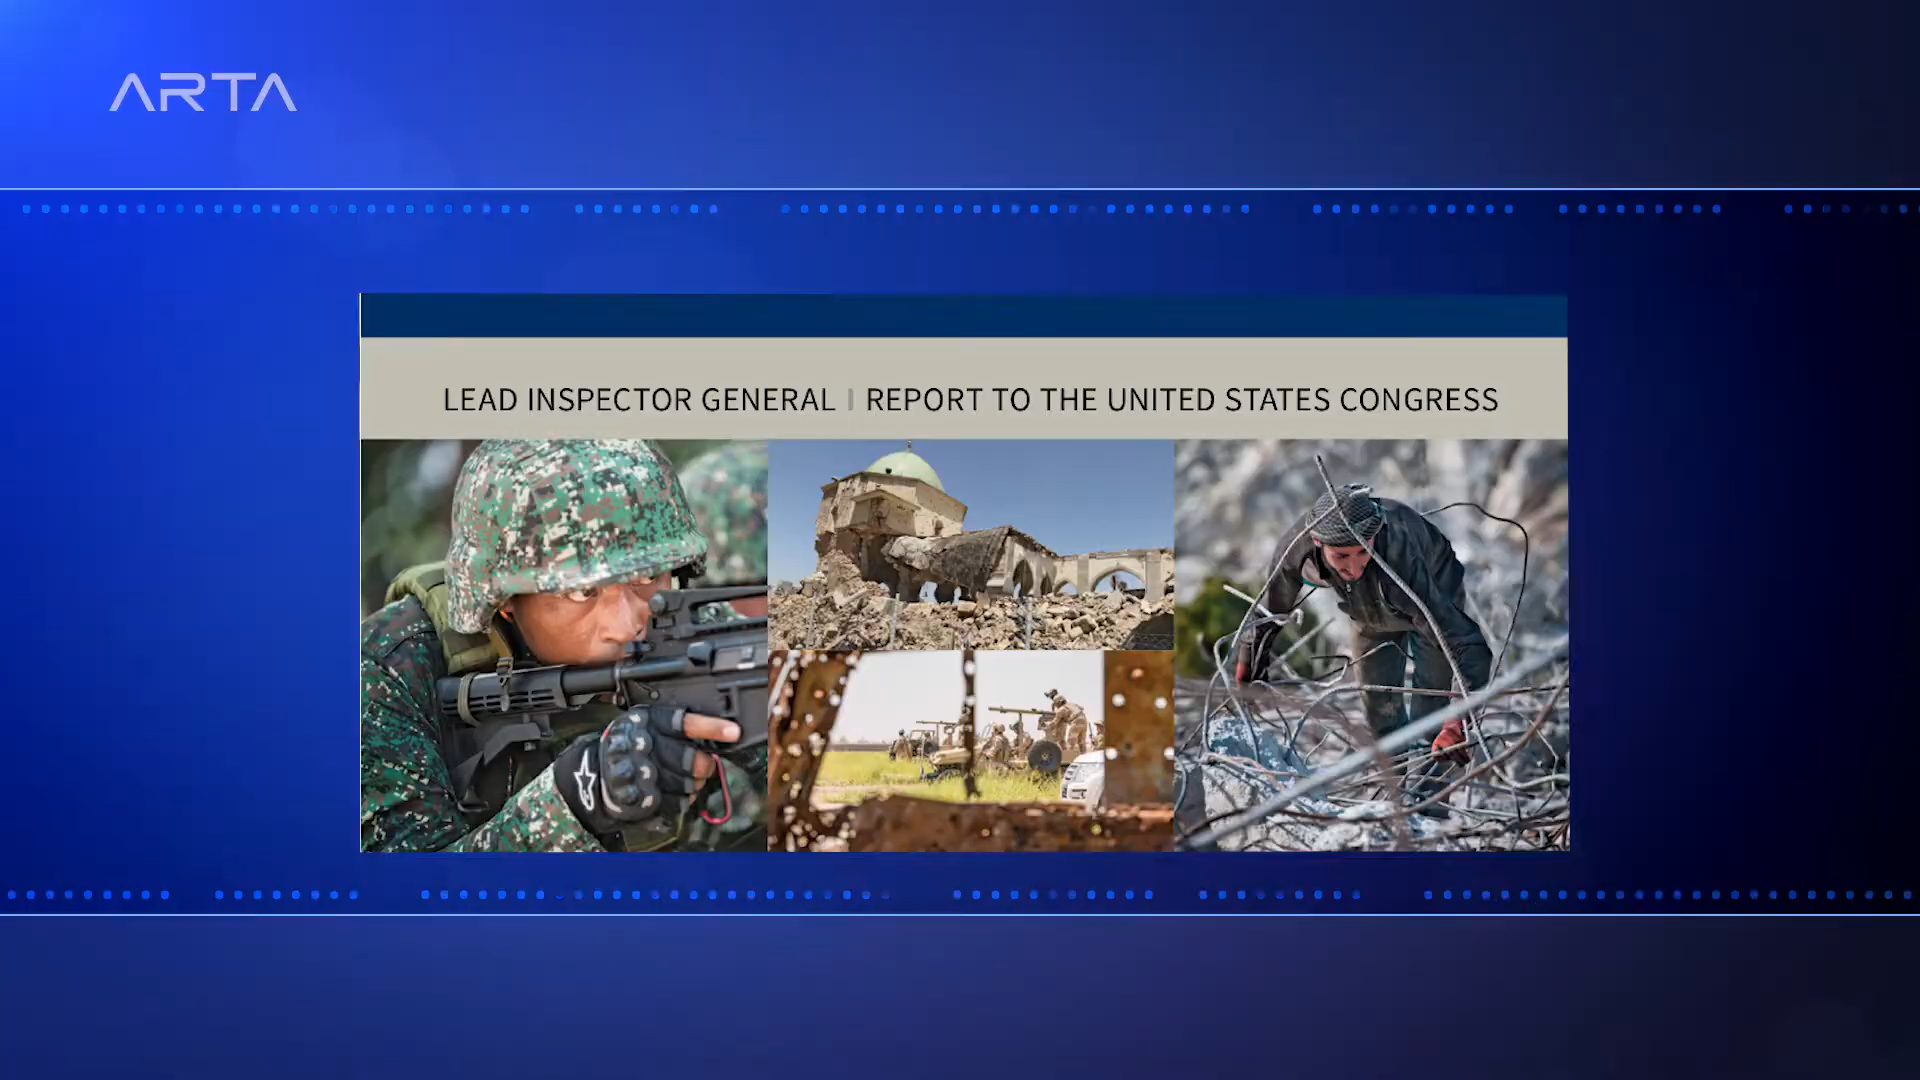 ARTA
LEAD INSPECTOR GENERAL | REPORT TO THE UNITED STATES CONGRESS